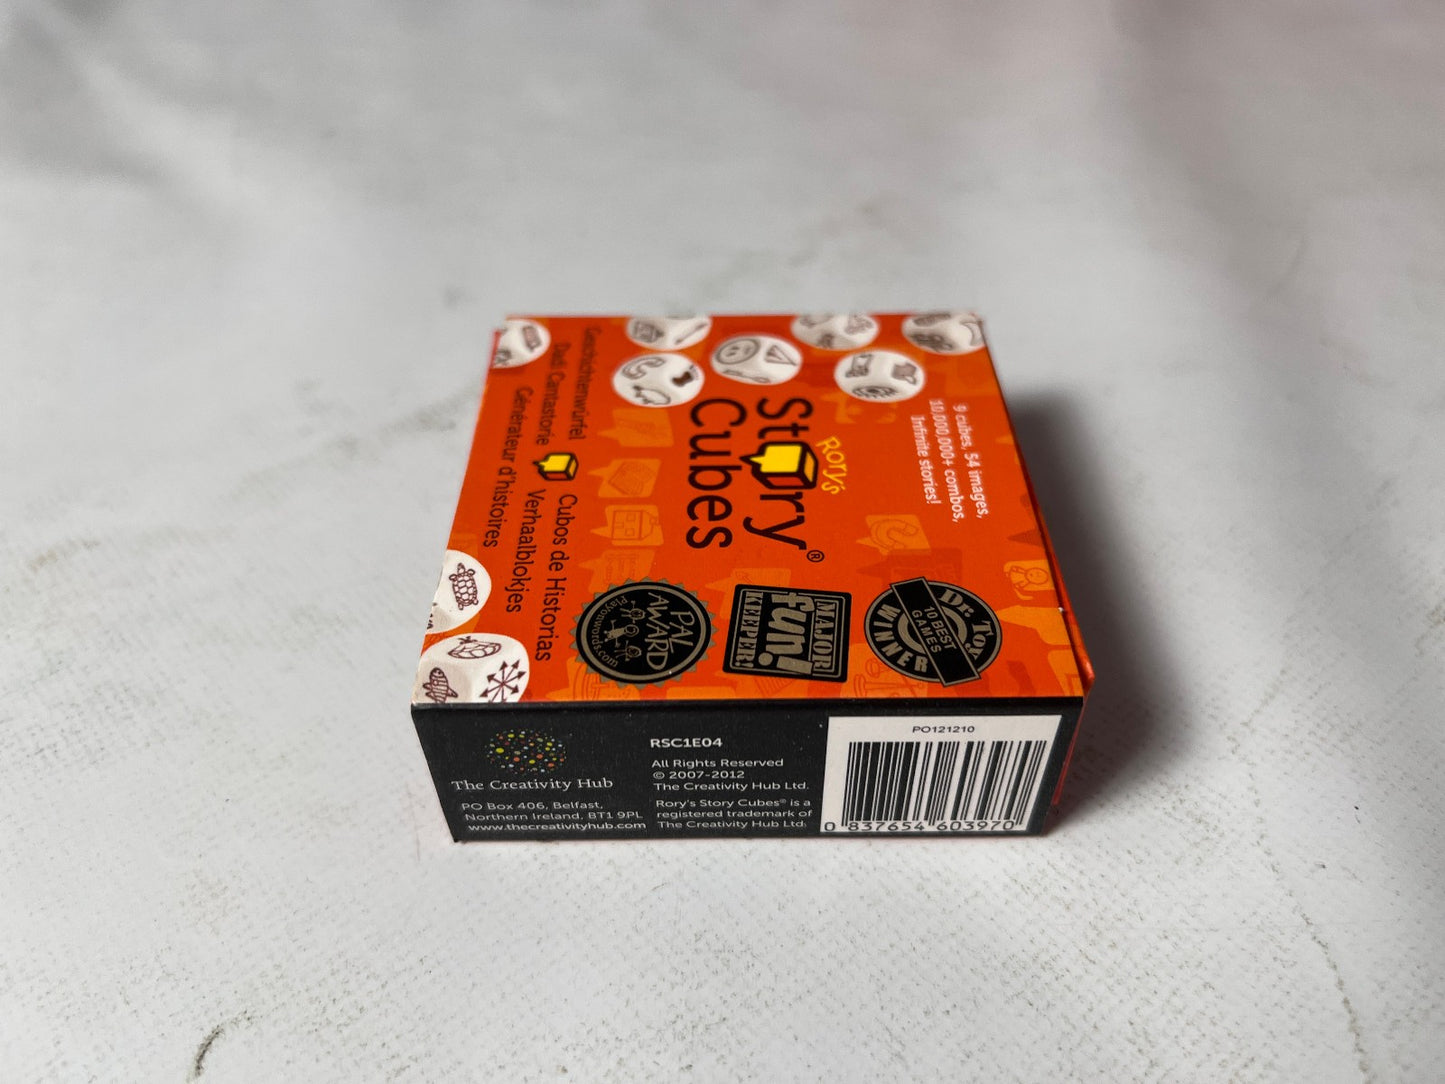 Rory's
Story®
Cubes
9 cubes, 54 images,
10,000,000+ combos,
Infinite stories!
Geschichtenwürfel
Dadi Cantastorie
Générateur d'histoires
Cubos de Historias
Verhaalblokjes
PAL
AWARD
Playonwords.com
MAJOR
fun!
KEEPER!
Dr. Toy
10 BEST
GAMES
WINNER
The Creativity Hub
PO Box 406, Belfast,
Northern Ireland, BT1 9PL
www.thecreativityhub.com
RSC1E04
All Rights Reserved
© 2007-2012
The Creativity Hub Ltd.
Rory's Story Cubes® is a
registered trademark of
The Creativity Hub Ltd.
PO121210
0 837654 603970